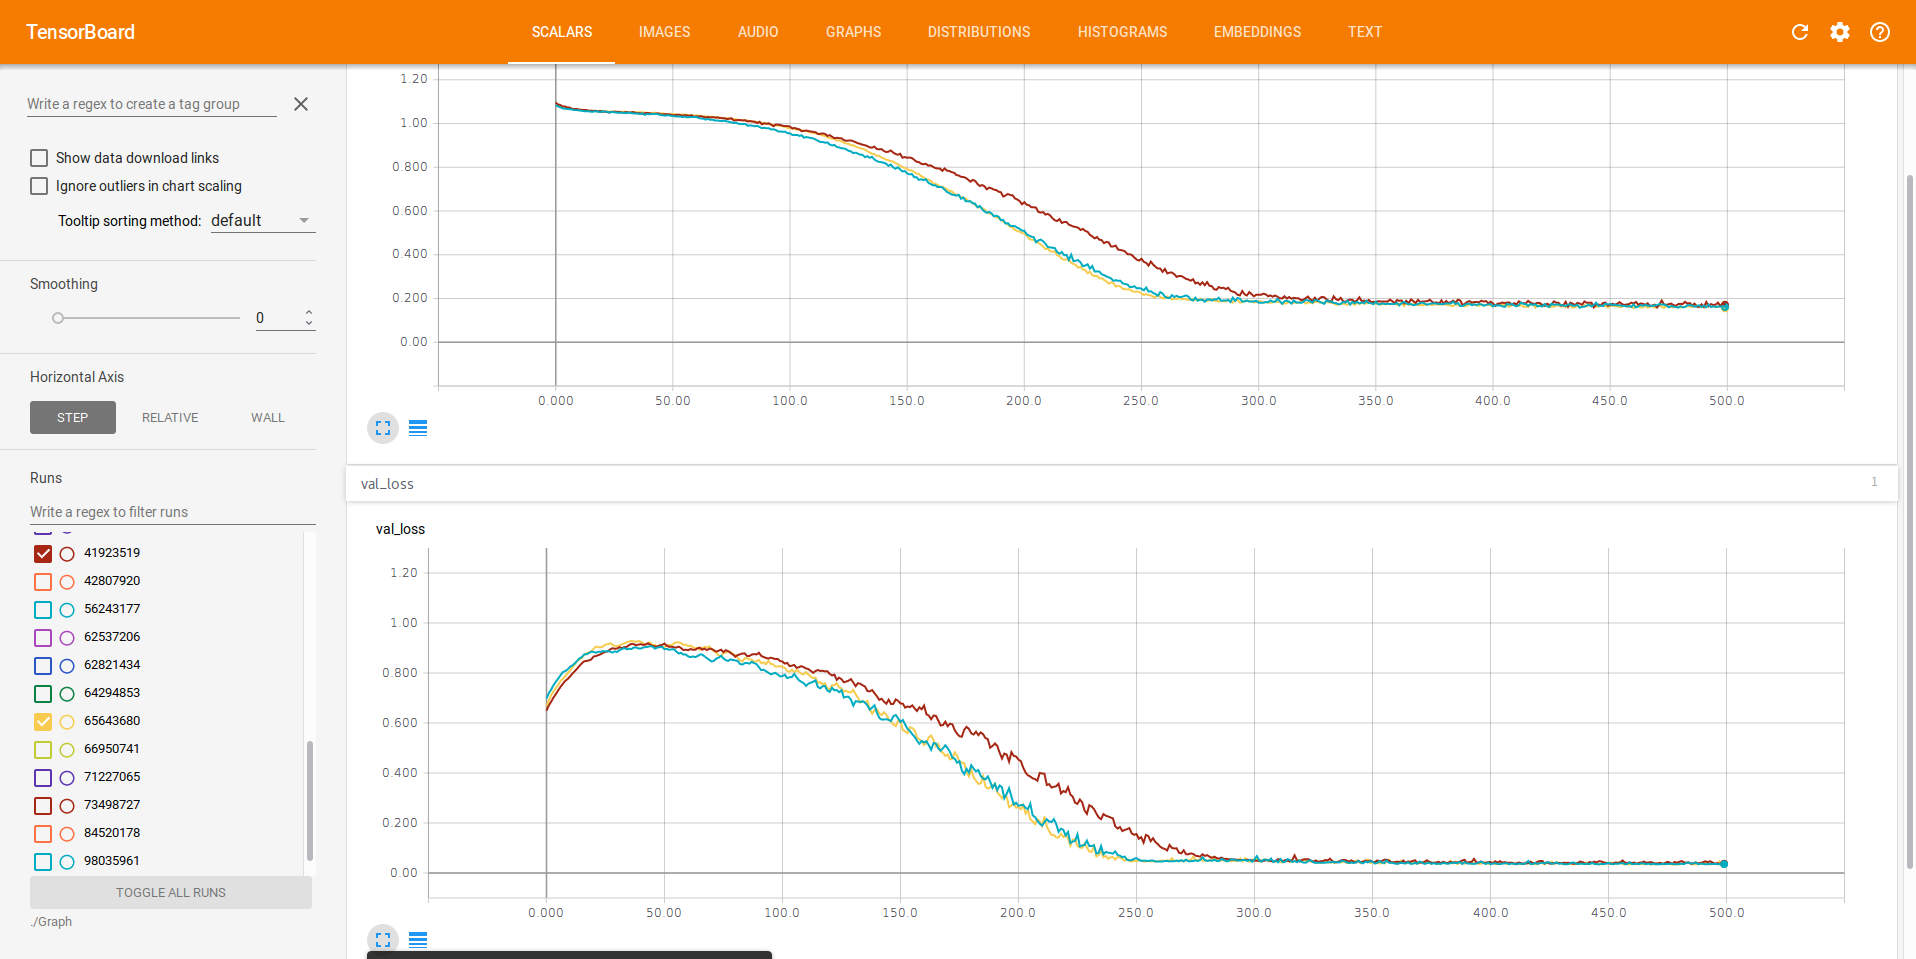 TensorBoard
SCALARS IMAGES AUDIO GRAPHS DISTRIBUTIONS HISTOGRAMS EMBEDDINGS TEXT
Write a regex to create a tag group
Show data download links
Ignore outliers in chart scaling
Tooltip sorting method: default
Smoothing
0
Horizontal Axis
STEP RELATIVE WALL
Runs
Write a regex to filter runs
41923519
42807920
56243177
62537206
62821434
64294853
65643680
66950741
71227065
73498727
84520178
98035961
TOGGLE ALL RUNS
./Graph
1.20
1.00
0.800
0.600
0.400
0.200
0.00
0.000 50.00 100.0 150.0 200.0 250.0 300.0 350.0 400.0 450.0 500.0
val_loss 1
val_loss
1.20
1.00
0.800
0.600
0.400
0.200
0.00
0.000 50.00 100.0 150.0 200.0 250.0 300.0 350.0 400.0 450.0 500.0